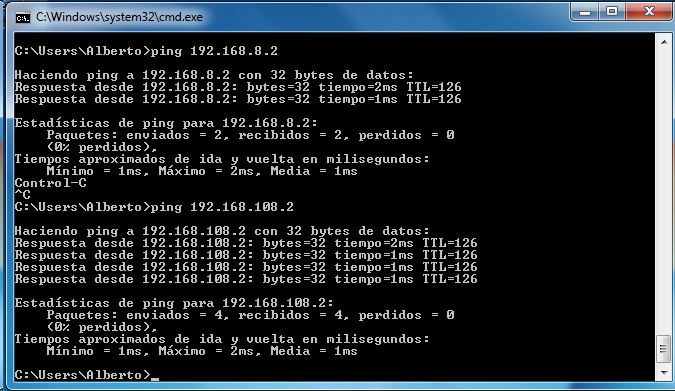 C:\Windows\system32\cmd.exe
C:\Users\Alberto>ping 192.168.8.2
Haciendo ping a 192.168.8.2 con 32 bytes de datos:
Respuesta desde 192.168.8.2: bytes=32 tiempo=2ms TTL=126
Respuesta desde 192.168.8.2: bytes=32 tiempo=1ms TTL=126
Estadísticas de ping para 192.168.8.2:
Paquetes: enviados = 2, recibidos = 2, perdidos = 0
(0% perdidos),
Tiempos aproximados de ida y vuelta en milisegundos:
Mínimo = 1ms, Máximo = 2ms, Media = 1ms
Control-C
^C
C:\Users\Alberto>ping 192.168.108.2
Haciendo ping a 192.168.108.2 con 32 bytes de datos:
Respuesta desde 192.168.108.2: bytes=32 tiempo=2ms TTL=126
Respuesta desde 192.168.108.2: bytes=32 tiempo=1ms TTL=126
Respuesta desde 192.168.108.2: bytes=32 tiempo=1ms TTL=126
Respuesta desde 192.168.108.2: bytes=32 tiempo=1ms TTL=126
Estadísticas de ping para 192.168.108.2:
Paquetes: enviados = 4, recibidos = 4, perdidos = 0
(0% perdidos),
Tiempos aproximados de ida y vuelta en milisegundos:
Mínimo = 1ms, Máximo = 2ms, Media = 1ms
C:\Users\Alberto>_